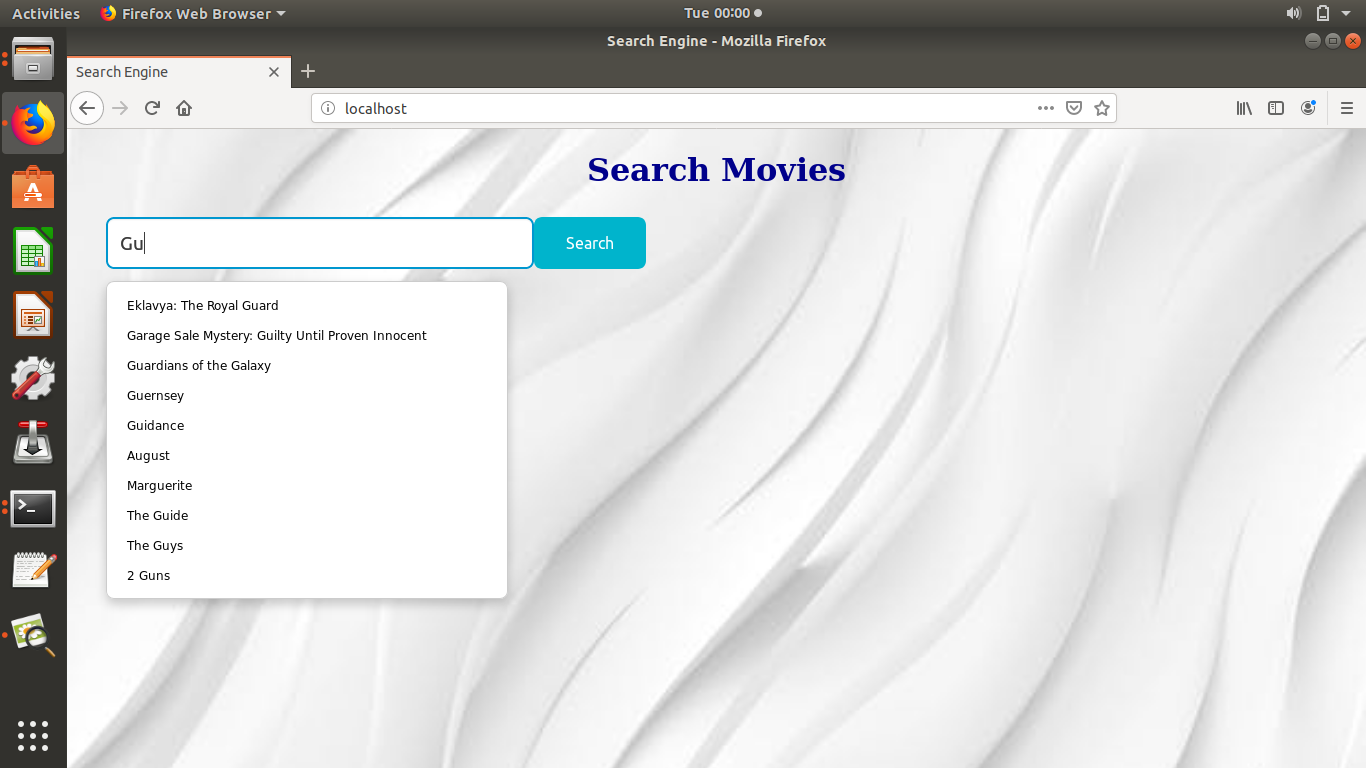 Activities Firefox Web Browser Tue 00:00
Search Engine - Mozilla Firefox
Search Engine
localhost
Search Movies
Gu Search
Eklavya: The Royal Guard
Garage Sale Mystery: Guilty Until Proven Innocent
Guardians of the Galaxy
Guernsey
Guidance
August
Marguerite
The Guide
The Guys
2 Guns